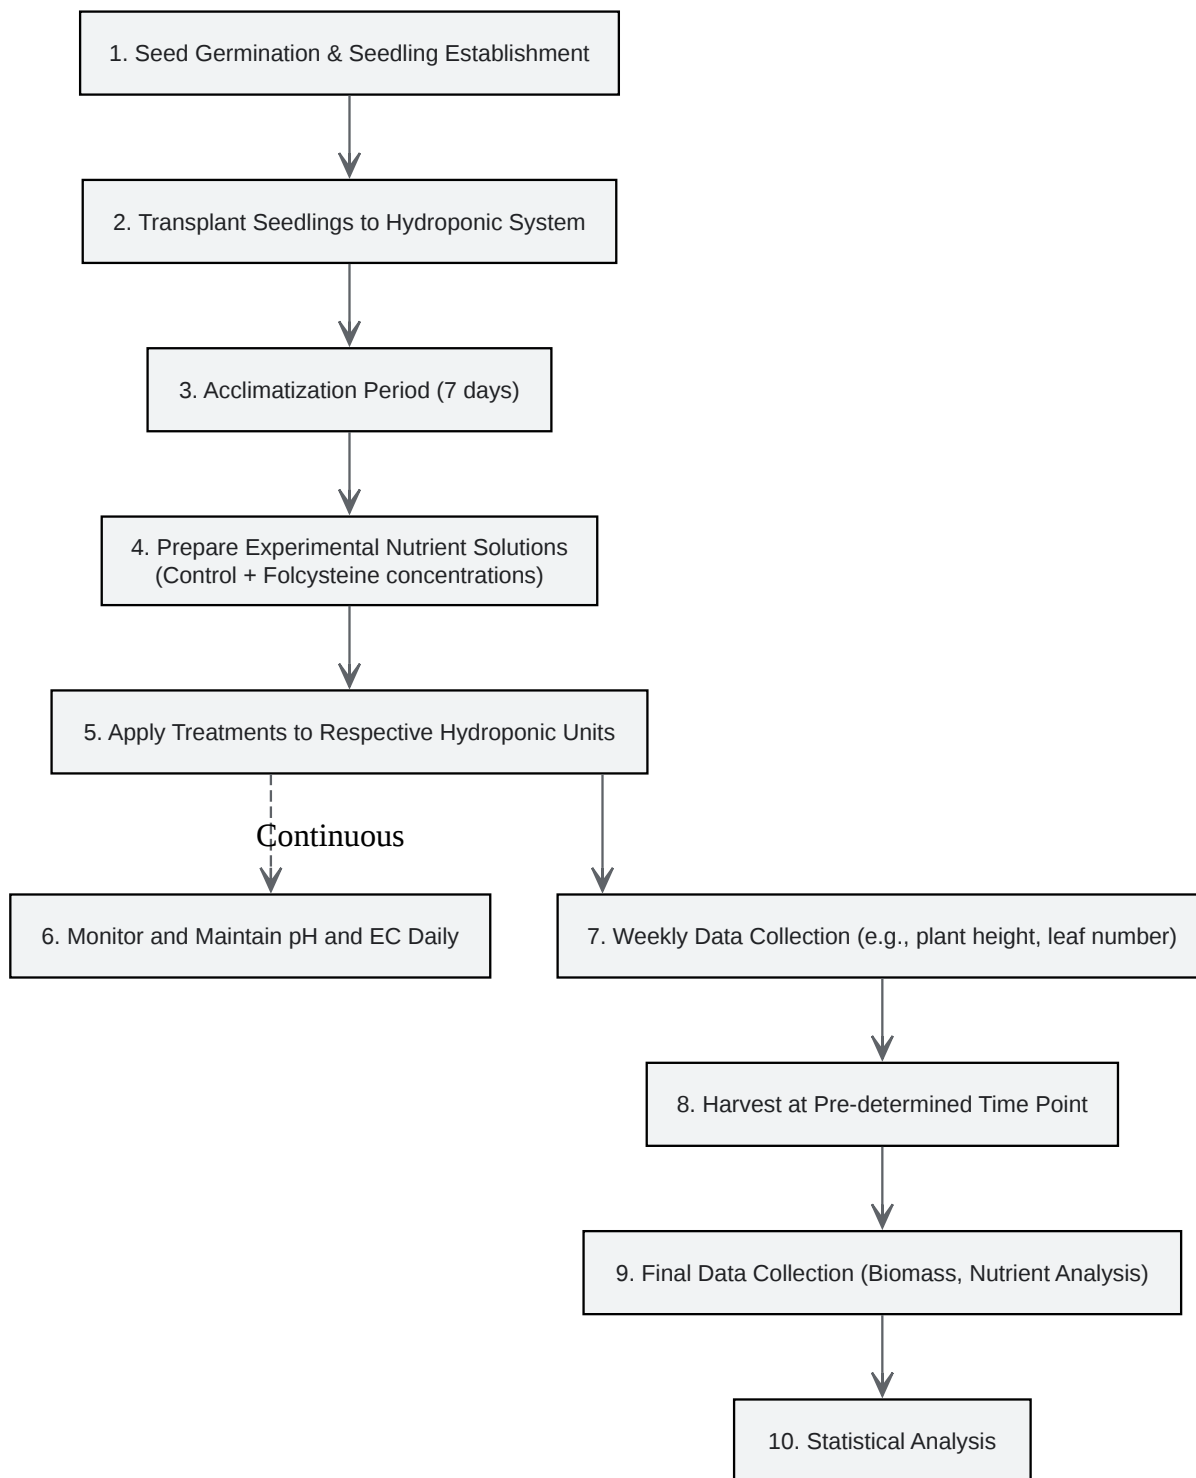 1. Seed Germination & Seedling Establishment
2. Transplant Seedlings to Hydroponic System
3. Acclimatization Period (7 days)
4. Prepare Experimental Nutrient Solutions
(Control + Folcysteine concentrations)
5. Apply Treatments to Respective Hydroponic Units
Continuous
6. Monitor and Maintain pH and EC Daily
7. Weekly Data Collection (e.g., plant height, leaf number)
8. Harvest at Pre-determined Time Point
9. Final Data Collection (Biomass, Nutrient Analysis)
10. Statistical Analysis